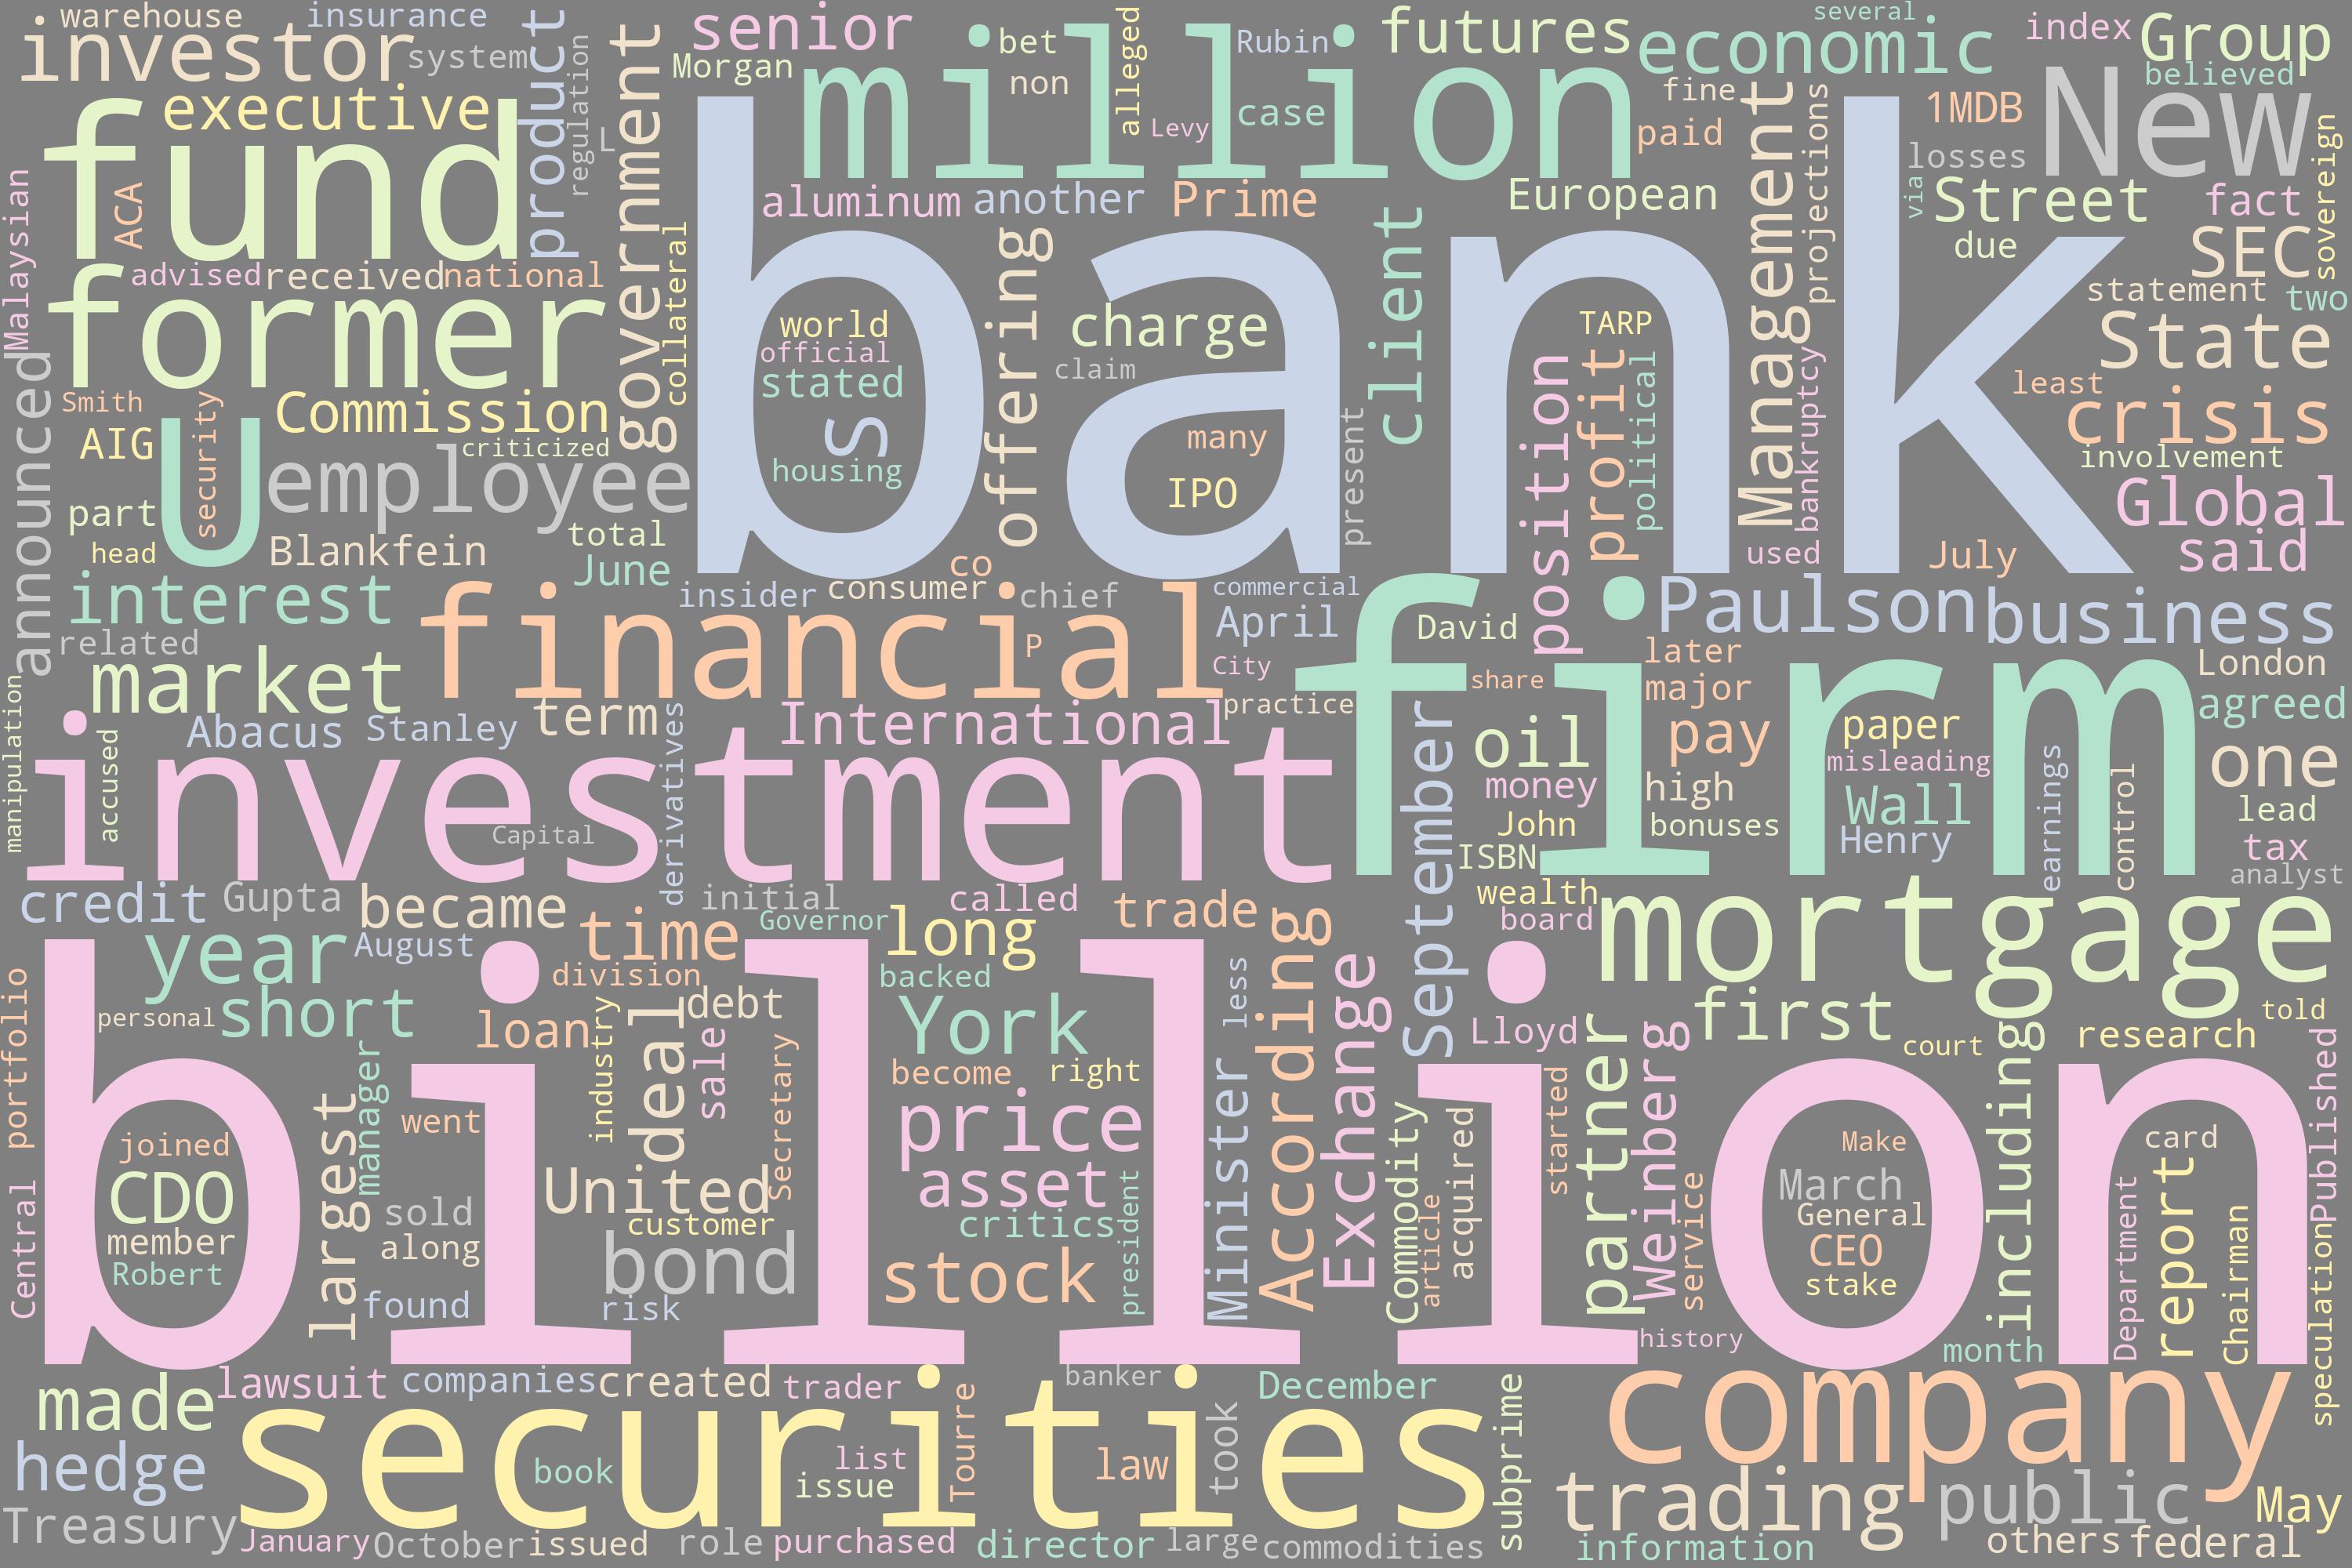 warehouse
insurance
investor
system
product
regulation
government
senior
Morgan
million
bet
non
alleged
Levy
Rubin
case
futures
economic
several
index
Group
believed
fine
paid
Management
projections
1MDB
losses
via
New
Street
fact
sovereign
due
SEC
executive
fund
ACA
L
Malaysian
advised
received
national
collateral
aluminum
another
Prime
European
client
offering
bank
world
official
stated
S
housing
charge
claim
many
IPO
present
TARP
position
profit
political
bankruptcy
used
July
statement
two
State
least
crisis
involvement
Global
said
former
announced
Smith
AIG
security
U
Commission
criticized
employee
part
head
Blankfein
total
June
interest
related
market
financial
insider
co
consumer
chief
P
commercial
April
City
David
share
practice
firm
Paulson
business
later
major
London
agreed
manipulation
accused
Abacus
Stanley
term
derivatives
International
investment
Capital
September
oil
money
John
ISBN
pay
high
bonuses
paper
misleading
Wall
Henry
earnings
control
one
lead
tax
analyst
credit
Gupta
became
initial
Governor
called
trade
wealth
board
mortgage
year
August
time
division
long
backed
less
According
Exchange
Lloyd
first
court
told
research
portfolio
personal
short
manager
loan
industry
deal
debt
sale
Secretary
York
become
right
price
Minister
billion
joined
CDO
member
Robert
Central
largest
went
sold
along
found
United
customer
bond
risk
asset
critics
president
stock
Commodity
article
acquired
started
partner
Weinberg
service
history
Make
March
General
CEO
stake
including
month
card
Department
report
Chairman
Published
speculation
made
lawsuit
companies
created
trader
banker
December
subprime
company
hedge
securities
book
list
issue
Tourre
law
took
trading
public
May
Treasury
January
October
issued
role
purchased
director
large
commodities
information
others
federal